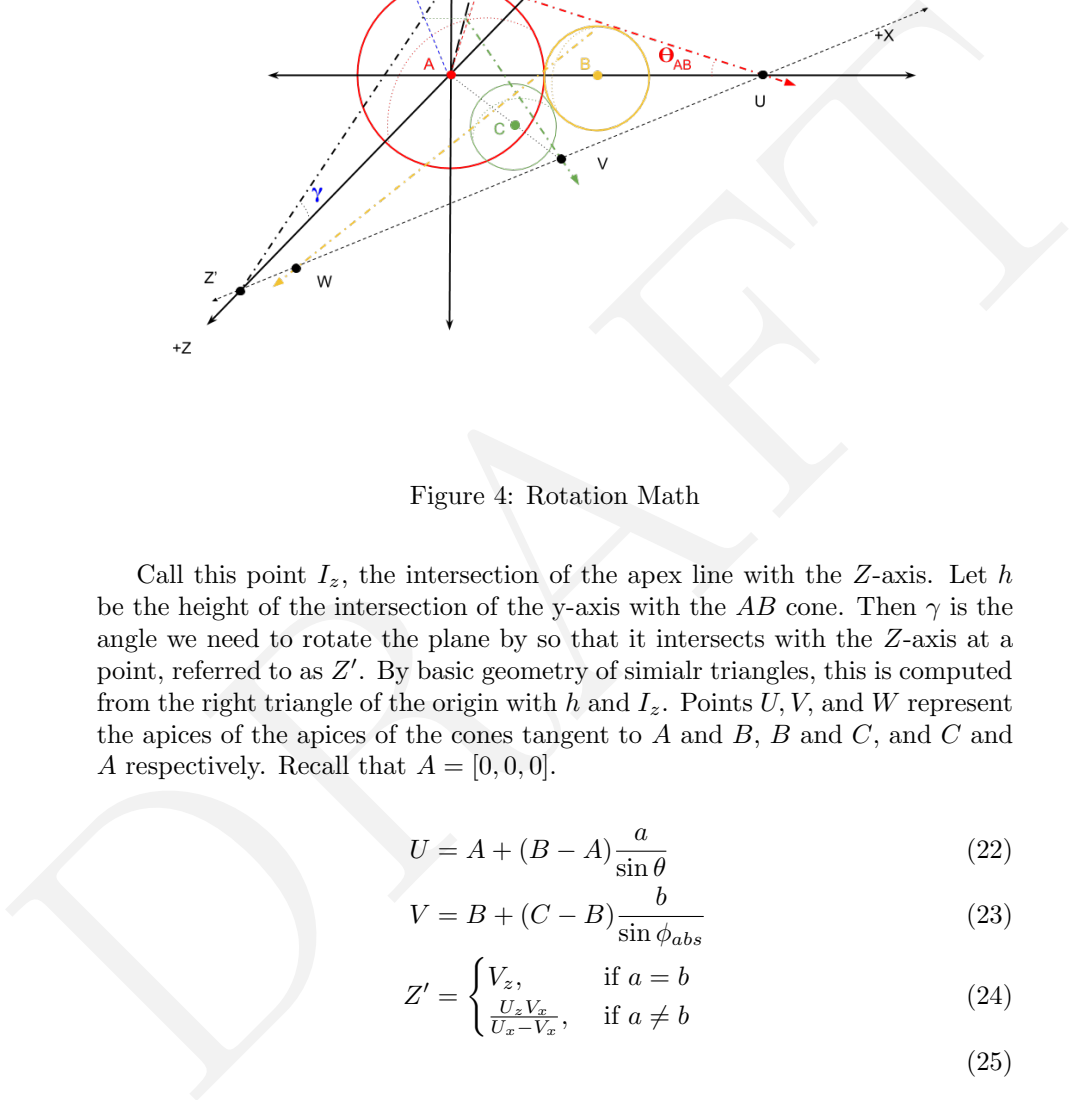 +X
A
B
Θ_AB
U
C
V
γ
Z'
W
+Z
Figure 4: Rotation Math
Call this point I_z, the intersection of the apex line with the Z-axis. Let h
be the height of the intersection of the y-axis with the AB cone. Then γ is the
angle we need to rotate the plane by so that it intersects with the Z-axis at a
point, referred to as Z′. By basic geometry of simialr triangles, this is computed
from the right triangle of the origin with h and I_z. Points U, V, and W represent
the apices of the apices of the cones tangent to A and B, B and C, and C and
A respectively. Recall that A = [0, 0, 0].
U = A + (B − A) a / sin θ (22)
V = B + (C − B) b / sin ϕ_abs (23)
Z′ = { V_z, if a = b
U_z V_x / U_x − V_x, if a ≠ b (24)
(25)
DRAFT